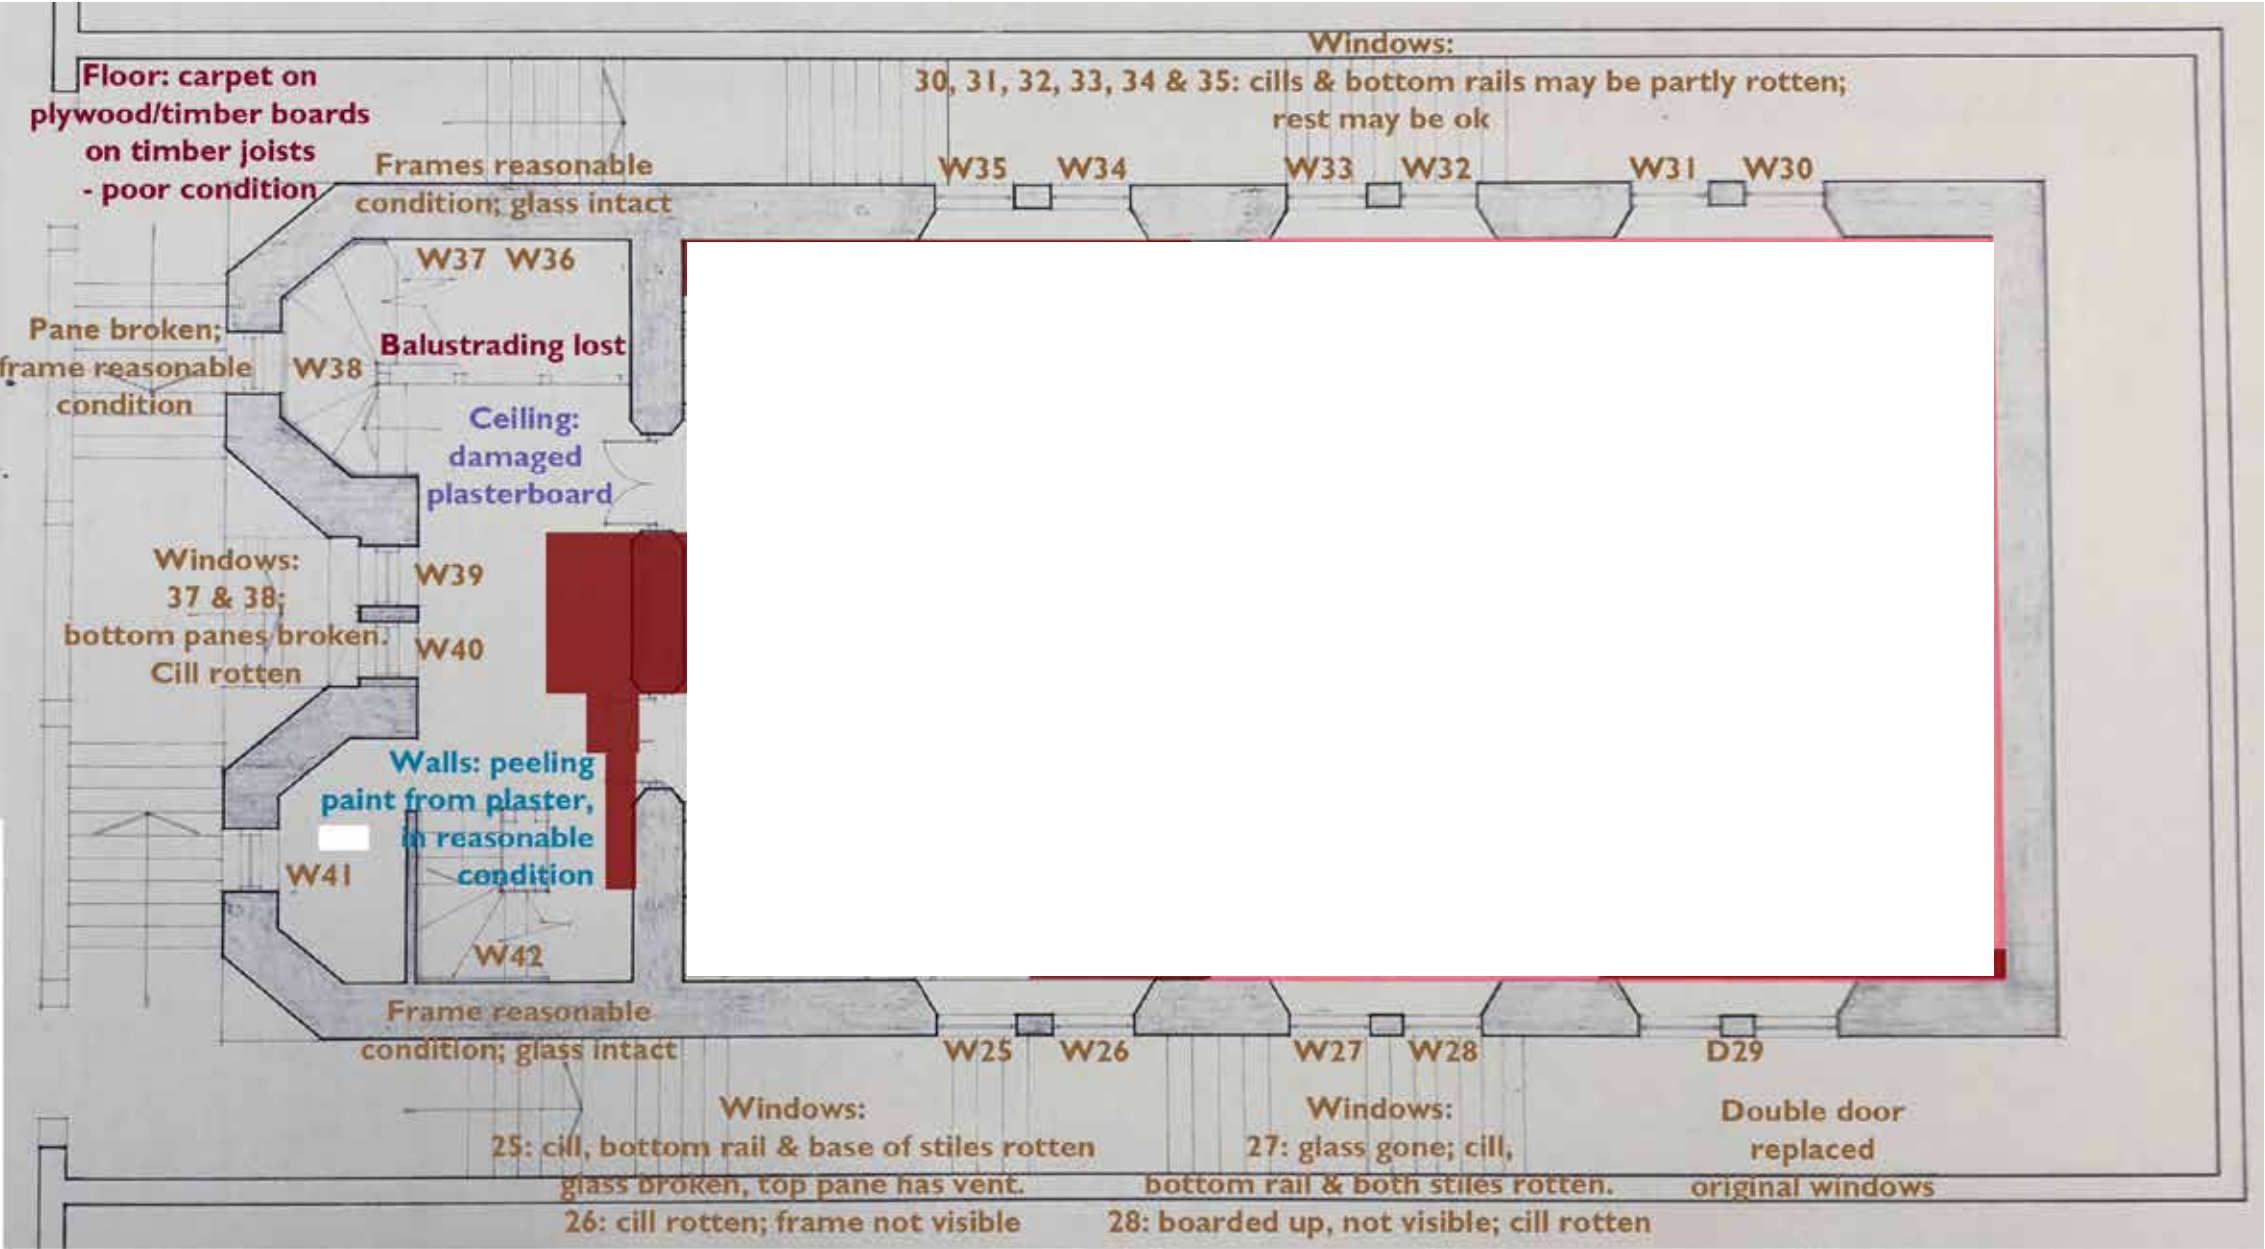 Windows:
30, 31, 32, 33, 34 & 35: cills & bottom rails may be partly rotten;
rest may be ok
Floor: carpet on
plywood/timber boards
on timber joists
- poor condition
Frames reasonable
condition; glass intact
W35 W34 W33 W32 W31 W30
W37 W36
Pane broken;
frame reasonable
condition
W38
Balustrading lost
Ceiling:
damaged
plasterboard
Windows:
37 & 38;
bottom panes broken.
Cill rotten
W39
W40
Walls: peeling
paint from plaster,
in reasonable
condition
W41
W42
Frame reasonable
condition; glass intact
W25 W26 W27 W28 D29
Windows:
25: cill, bottom rail & base of stiles rotten
glass broken, top pane has vent.
26: cill rotten; frame not visible
Windows:
27: glass gone; cill,
bottom rail & both stiles rotten.
28: boarded up, not visible; cill rotten
Double door
replaced
original windows